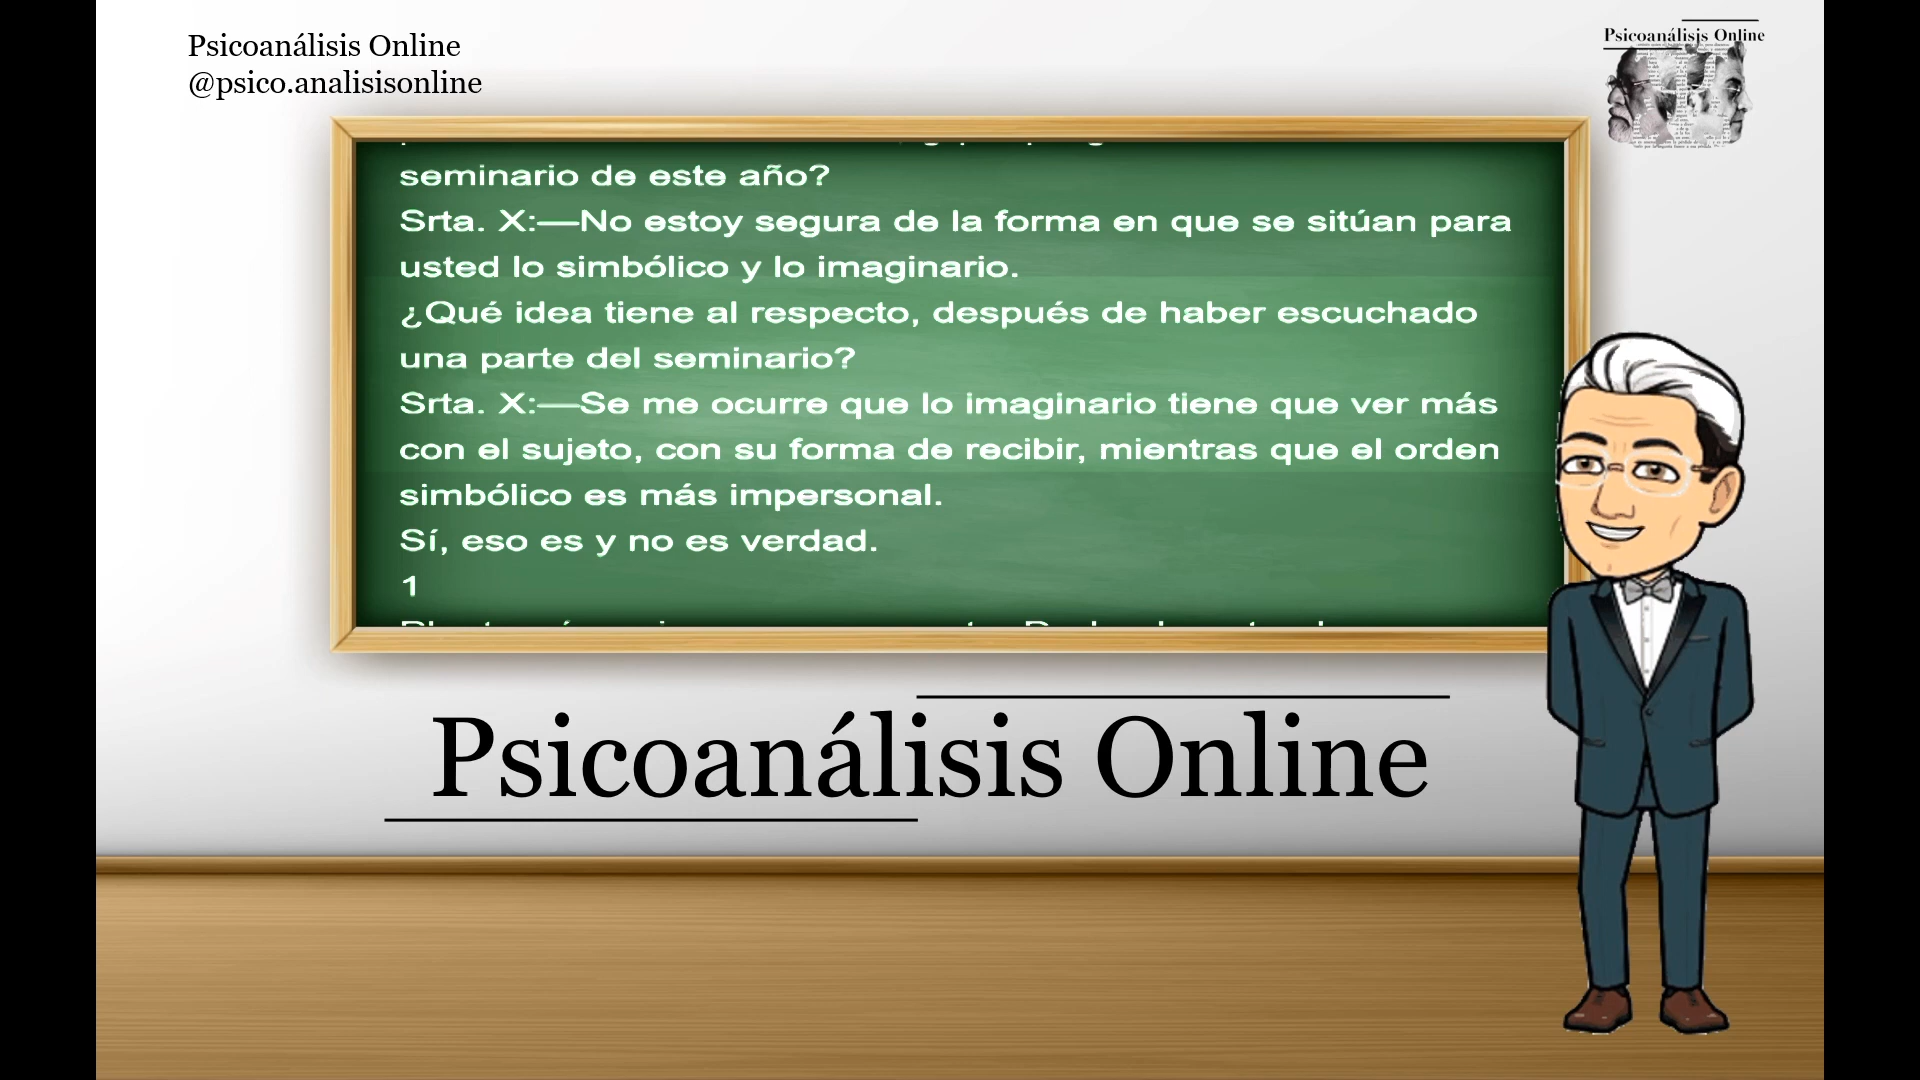 Psicoanálisis Online
@psico.analisisonline
Psicoanálisis Online
seminario de este año?
Srta. X:—No estoy segura de la forma en que se sitúan para
usted lo simbólico y lo imaginario.
¿Qué idea tiene al respecto, después de haber escuchado
una parte del seminario?
Srta. X:—Se me ocurre que lo imaginario tiene que ver más
con el sujeto, con su forma de recibir, mientras que el orden
simbólico es más impersonal.
Sí, eso es y no es verdad.
1
Psicoanálisis Online